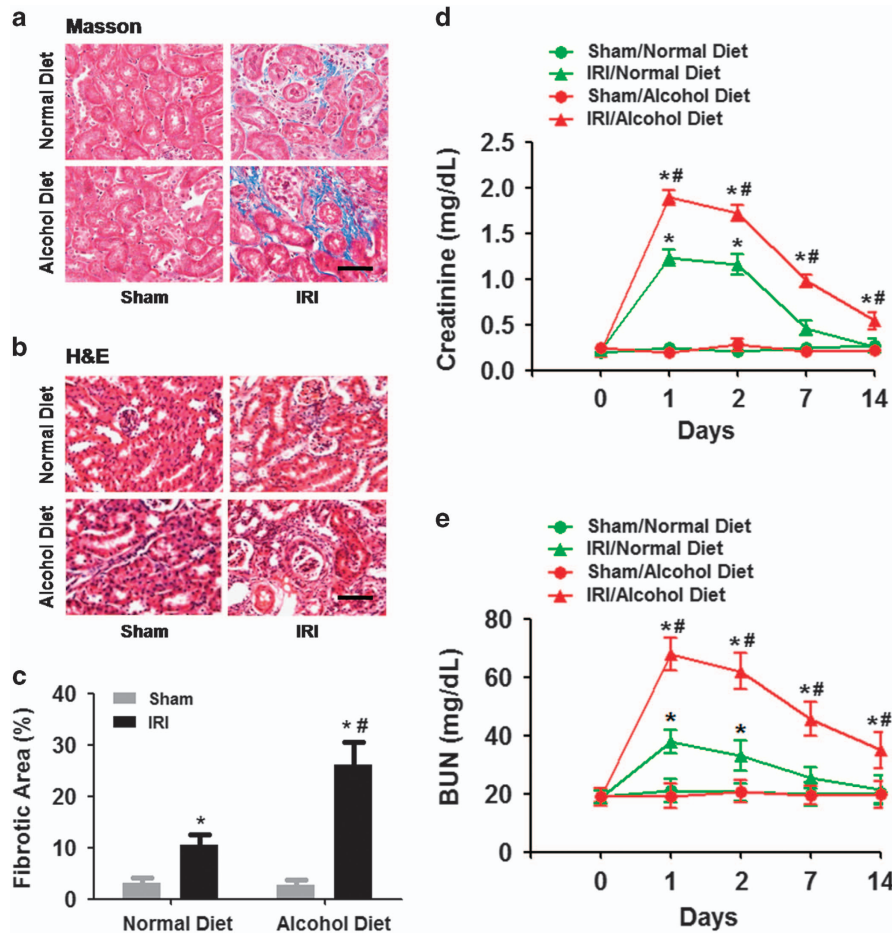 a
Masson
Normal Diet
Alcohol Diet
Sham
IRI
b
H&E
Normal Diet
Alcohol Diet
Sham
IRI
c
Fibrotic Area (%)
40
30
20
10
0
Sham
IRI
*
*#
Normal Diet
Alcohol Diet
d
Sham/Normal Diet
IRI/Normal Diet
Sham/Alcohol Diet
IRI/Alcohol Diet
Creatinine (mg/dL)
2.5
2.0
1.5
1.0
0.5
0.0
*#
*#
*
*
*#
*#
0 1 2 7 14
Days
e
Sham/Normal Diet
IRI/Normal Diet
Sham/Alcohol Diet
IRI/Alcohol Diet
BUN (mg/dL)
80
60
40
20
0
*#
*#
*
*
*#
*#
0 1 2 7 14
Days